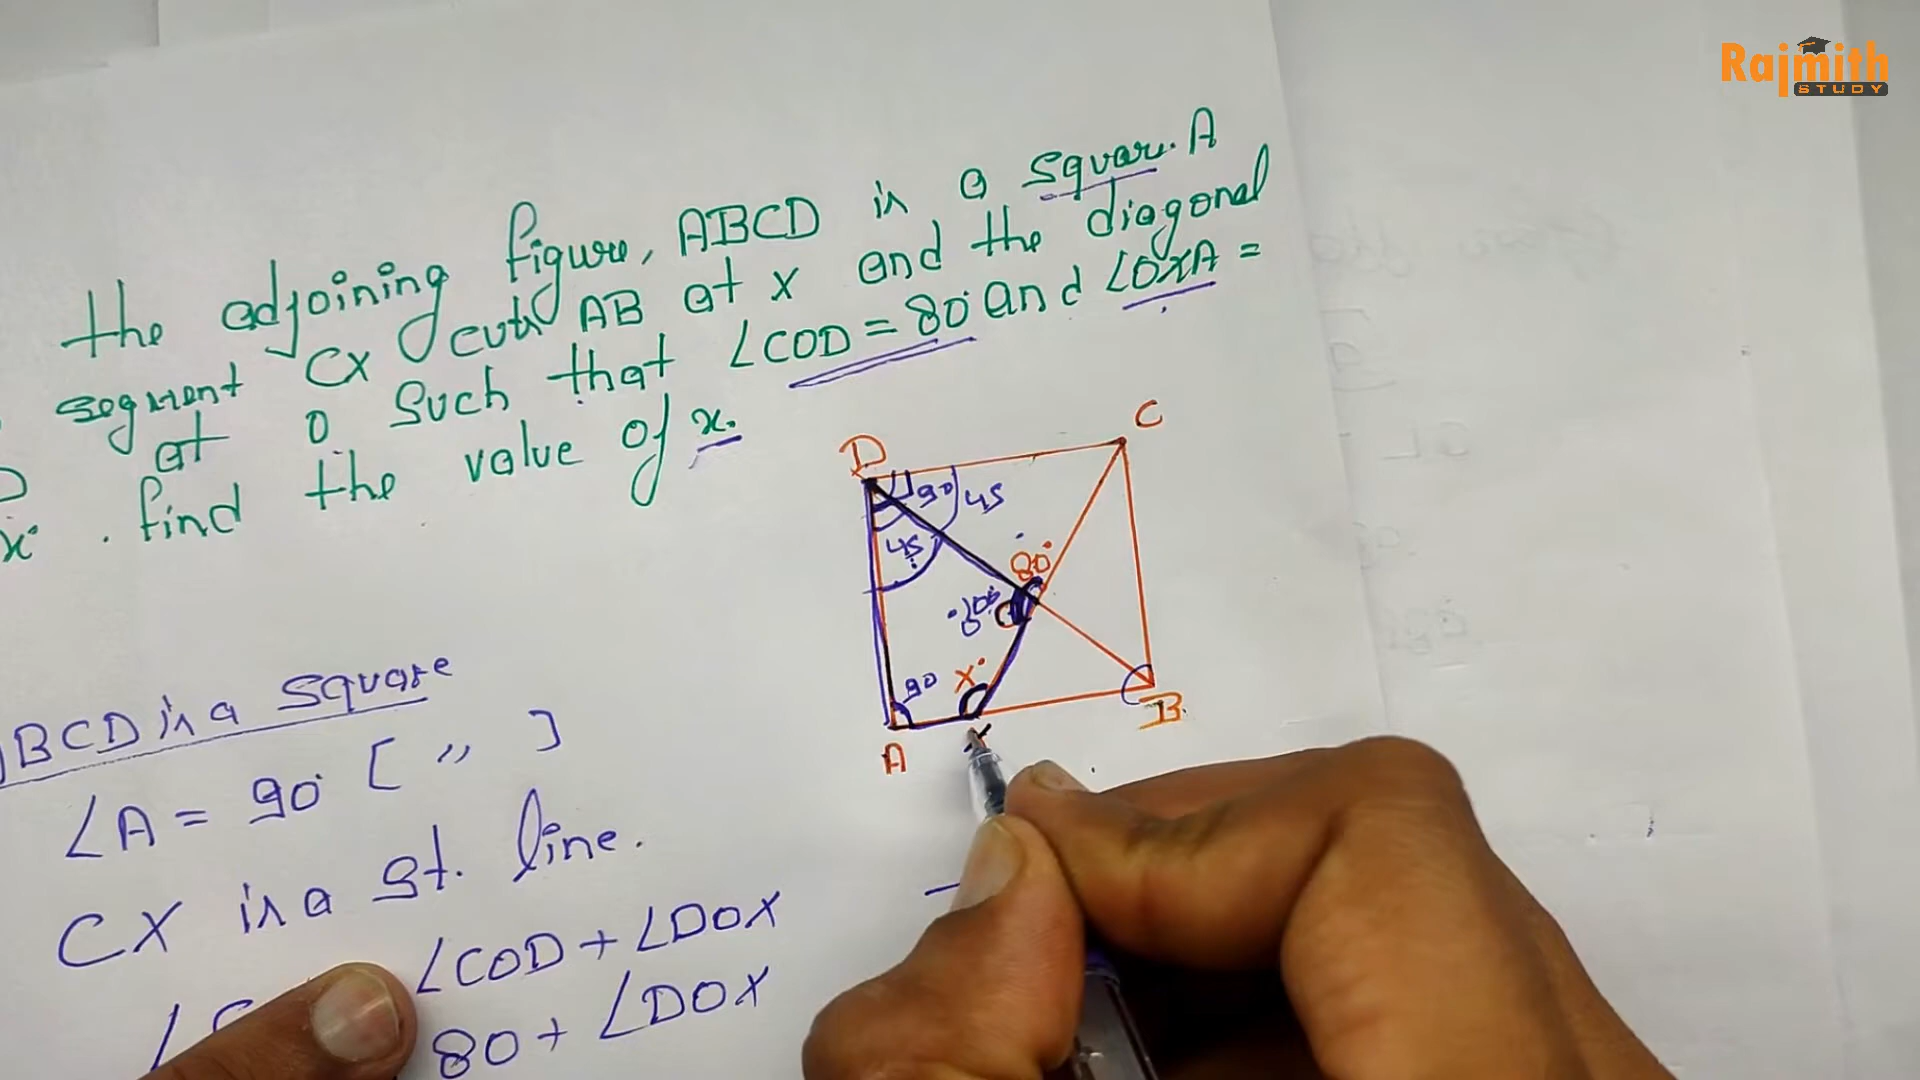 Rajmith
STUDY
the adjoining figure, ABCD is a square. A
segment CX cuts AB at X and the diagonal
at O such that ∠COD = 80° and ∠OXA =
x°. find the value of x.
D
C
90
45
45
80°
90
x°
A
X
B
ABCD is a square
∠A = 90° [ " ]
CX is a st. line.
∠COD + ∠DOX
80 + ∠DOX